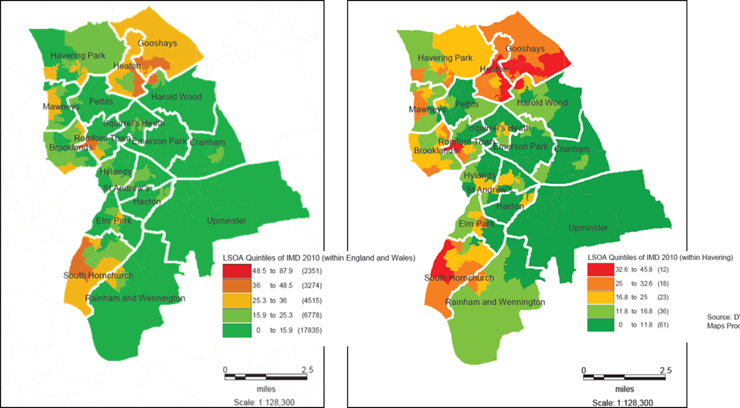 Gooshays
Havering Park
Heaton
Harold Wood
Mawneys
Pettits
Squirrel's Heath
Romford Town
Emerson Park
Brooklands
Cranham
Hylands
St Andrew's
Hacton
Upminster
Elm Park
South Hornchurch
Rainham and Wennington
LSOA Quintiles of IMD 2010 (within England and Wales)
48.5 to 87.9 (2351)
36 to 48.5 (3274)
25.3 to 36 (4515)
15.9 to 25.3 (6778)
0 to 15.9 (17835)
0 2.5
miles
Scale: 1:128,300
Gooshays
Havering Park
Heaton
Harold Wood
Mawneys
Pettits
Squirrel's Heath
Romford Town
Emerson Park
Brooklands
Cranham
Hylands
St Andrew's
Hacton
Upminster
Elm Park
South Hornchurch
Rainham and Wennington
LSOA Quintiles of IMD 2010 (within Havering)
32.6 to 45.8 (12)
25 to 32.6 (18)
16.8 to 25 (23)
11.8 to 16.8 (36)
0 to 11.8 (61)
0 2.5
miles
Scale: 1:128,300
Source:
Maps Proc